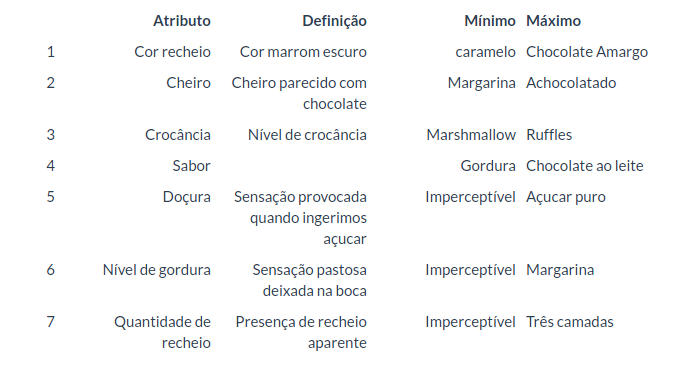 Atributo Definição Mínimo Máximo
1 Cor recheio Cor marrom escuro caramelo Chocolate Amargo
2 Cheiro Cheiro parecido com chocolate Margarina Achocolatado
3 Crocância Nível de crocância Marshmallow Ruffles
4 Sabor Gordura Chocolate ao leite
5 Doçura Sensação provocada quando ingerimos açucar Imperceptível Açucar puro
6 Nível de gordura Sensação pastosa deixada na boca Imperceptível Margarina
7 Quantidade de recheio Presença de recheio aparente Imperceptível Três camadas